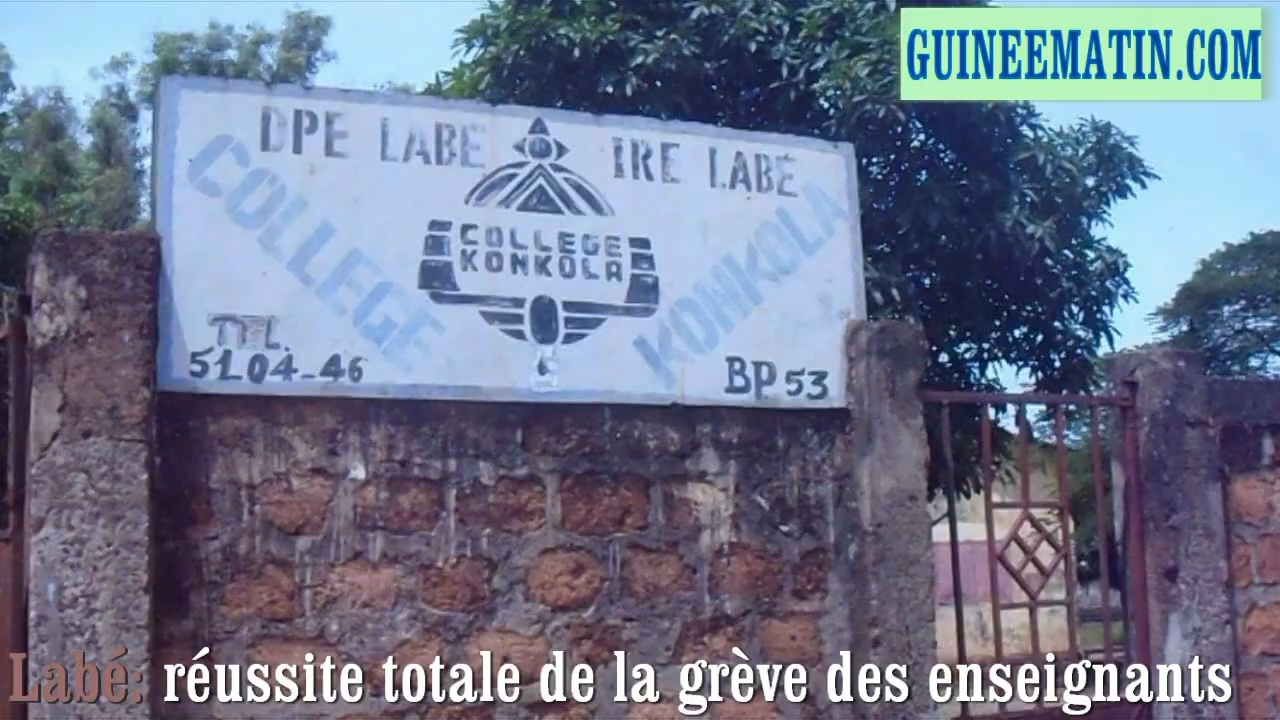 GUINEEMATIN.COM
DPE LABE IRE LABE
COLLEGE KONKOLA
COLLEGE
KONKOLA
TEL.
51.04-46
BP 53
Labé: réussite totale de la grève des enseignants